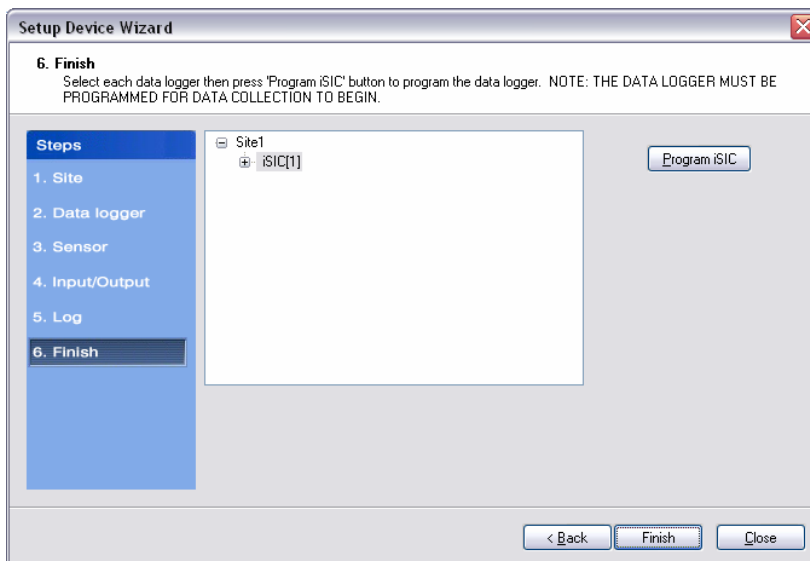 Setup Device Wizard
6. Finish
Select each data logger then press 'Program iSIC' button to program the data logger.  NOTE: THE DATA LOGGER MUST BE
PROGRAMMED FOR DATA COLLECTION TO BEGIN.
Steps
1. Site
2. Data logger
3. Sensor
4. Input/Output
5. Log
6. Finish
Site1
iSIC[1]
Program iSIC
< Back
Finish
Close